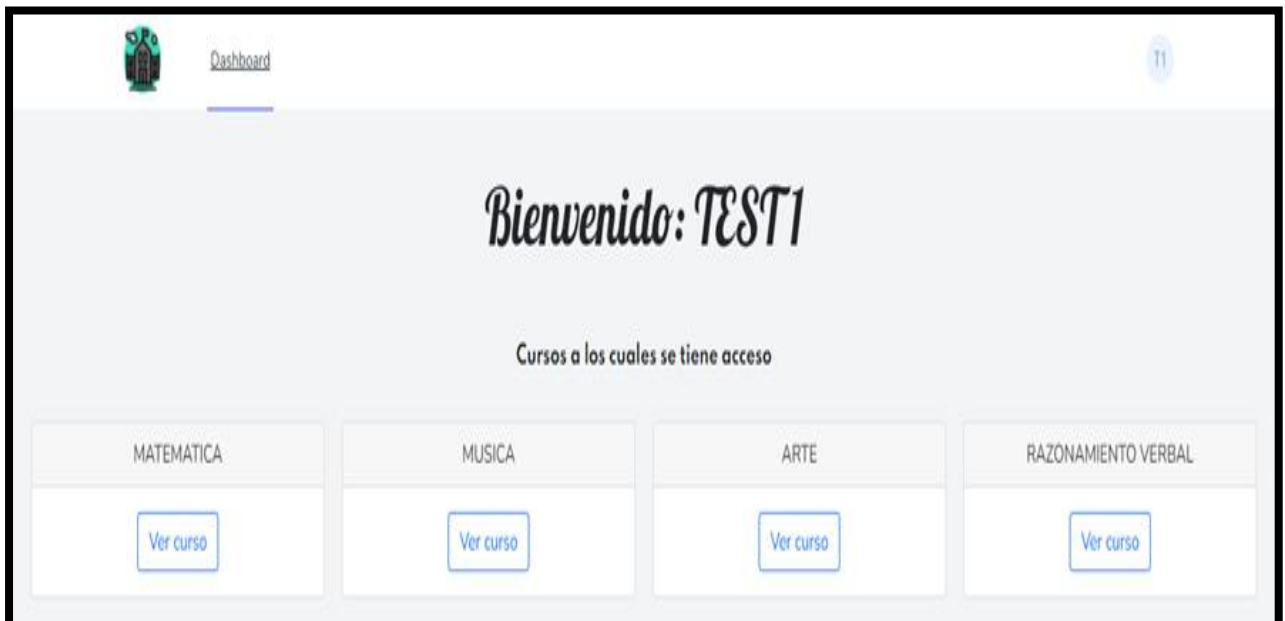 Dashboard
T1
Bienvenido: TEST1
Cursos a los cuales se tiene acceso
MATEMATICA
MUSICA
ARTE
RAZONAMIENTO VERBAL
Ver curso
Ver curso
Ver curso
Ver curso